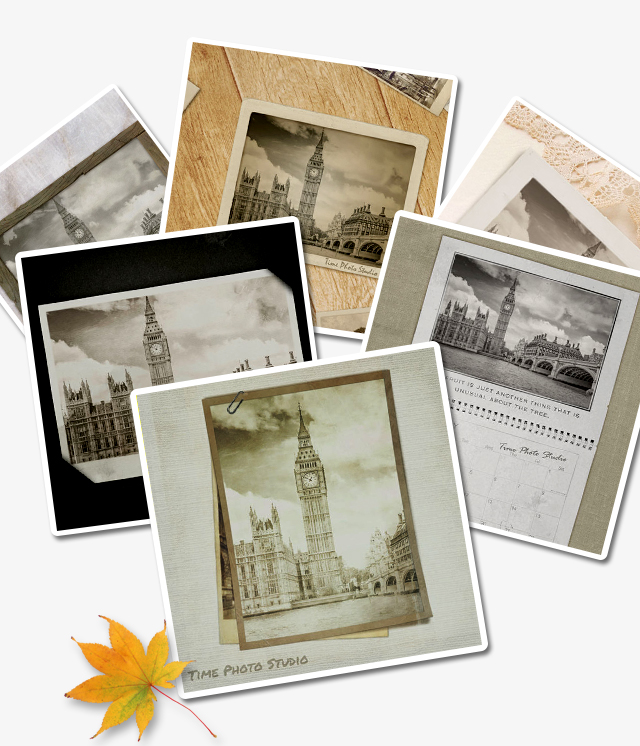 Time Photo Studio
FRUIT IS JUST ANOTHER THING THAT IS
UNUSUAL ABOUT THE TREE.
Time Photo Studio
TIME PHOTO STUDIO